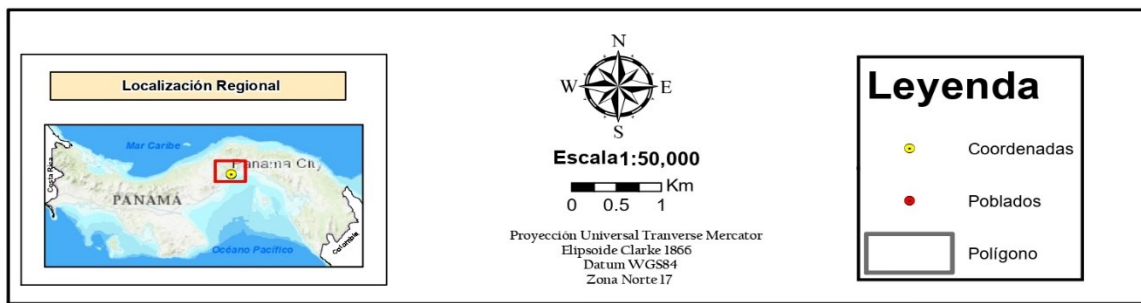 Localización Regional
Mar Caribe
Costa Rica
Panama City
PANAMÁ
Océano Pacífico
Colombia
N
W E
S
Escala1:50,000
Km
0 0.5 1
Proyección Universal Tranverse Mercator
Elipsoide Clarke 1866
Datum WGS84
Zona Norte 17
Leyenda
Coordenadas
Poblados
Polígono